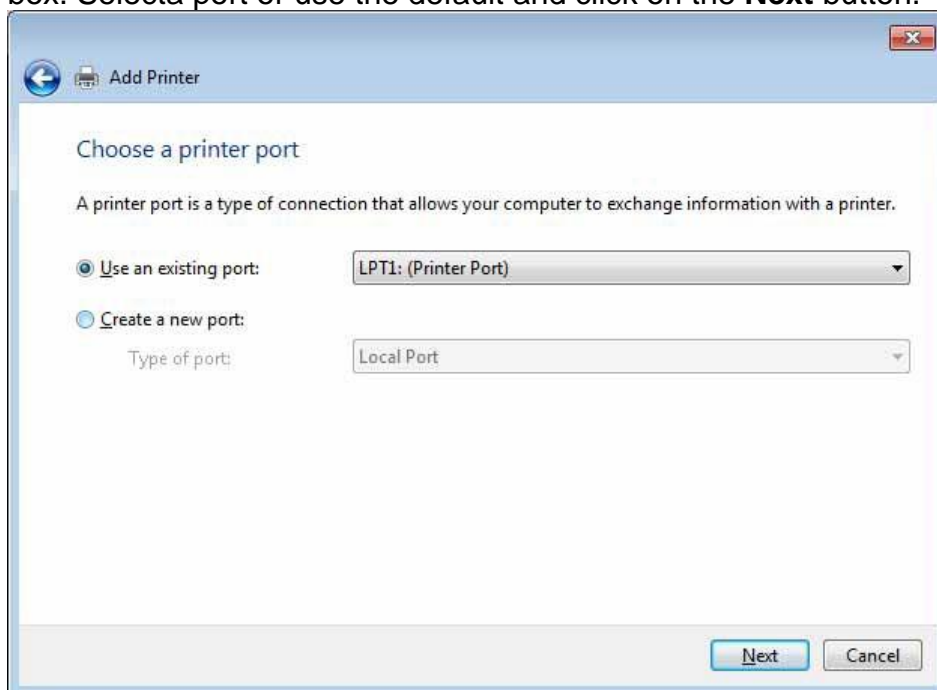 box. Selecta port or use the default and click on the Next button.
Add Printer
Choose a printer port
A printer port is a type of connection that allows your computer to exchange information with a printer.
Use an existing port: LPT1: (Printer Port)
Create a new port:
Type of port: Local Port
Next Cancel